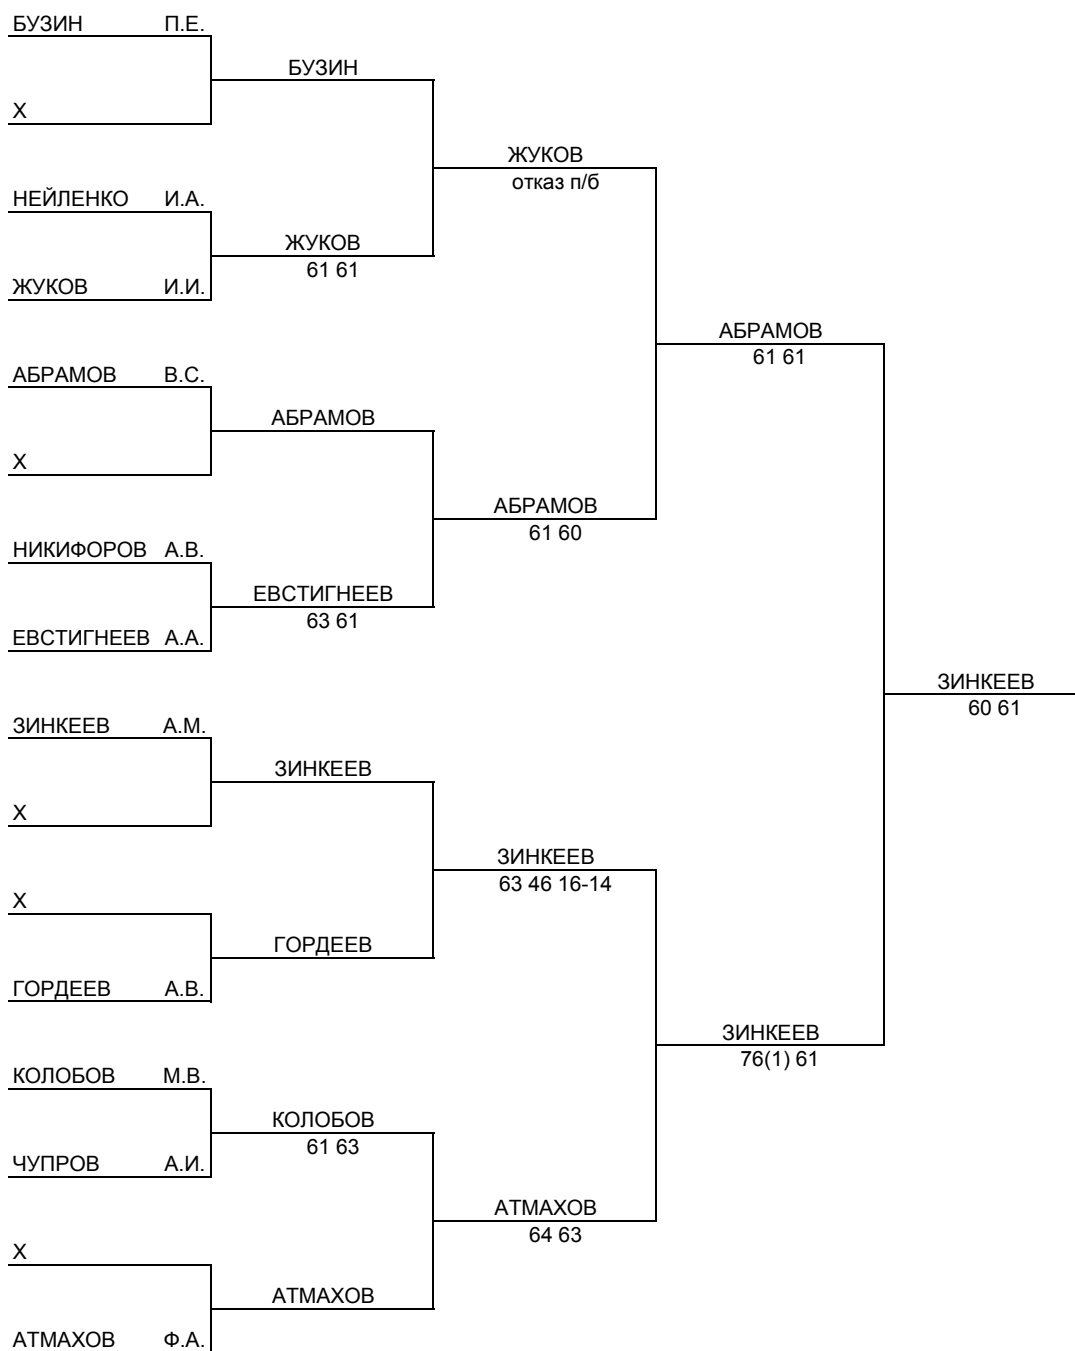 БУЗИН П.Е.
БУЗИН
Х
ЖУКОВ
отказ п/б
НЕЙЛЕНКО И.А.
ЖУКОВ
61 61
ЖУКОВ И.И.
АБРАМОВ
61 61
АБРАМОВ В.С.
АБРАМОВ
Х
АБРАМОВ
61 60
НИКИФОРОВ А.В.
ЕВСТИГНЕЕВ
63 61
ЕВСТИГНЕЕВ А.А.
ЗИНКЕЕВ
60 61
ЗИНКЕЕВ А.М.
ЗИНКЕЕВ
Х
ЗИНКЕЕВ
63 46 16-14
Х
ГОРДЕЕВ
ГОРДЕЕВ А.В.
ЗИНКЕЕВ
76(1) 61
КОЛОБОВ М.В.
КОЛОБОВ
61 63
ЧУПРОВ А.И.
АТМАХОВ
64 63
Х
АТМАХОВ
АТМАХОВ Ф.А.